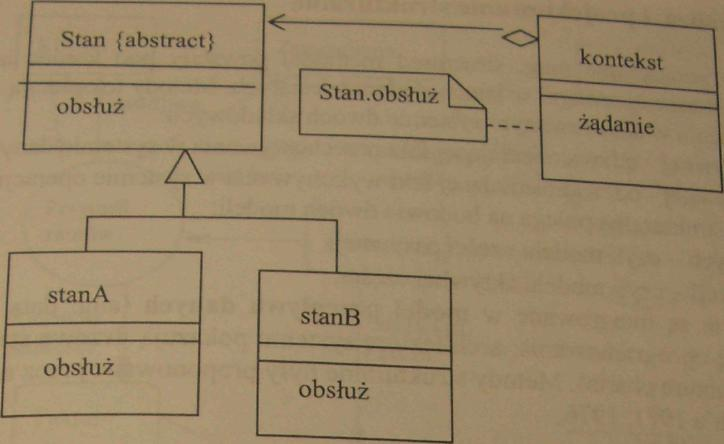 Stan {abstract}
obsłuż
kontekst
żądanie
Stan.obsłuż
stanA
obsłuż
stanB
obsłuż